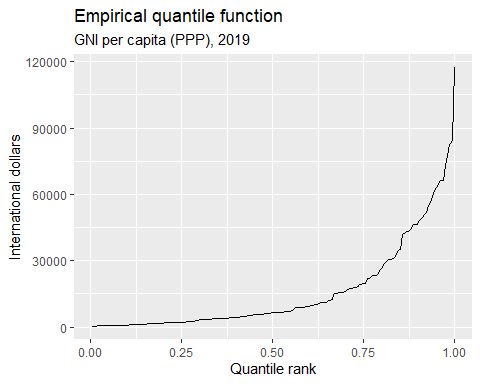 Empirical quantile function
GNI per capita (PPP), 2019
120000
90000
60000
30000
0
International dollars
0.00 0.25 0.50 0.75 1.00
Quantile rank